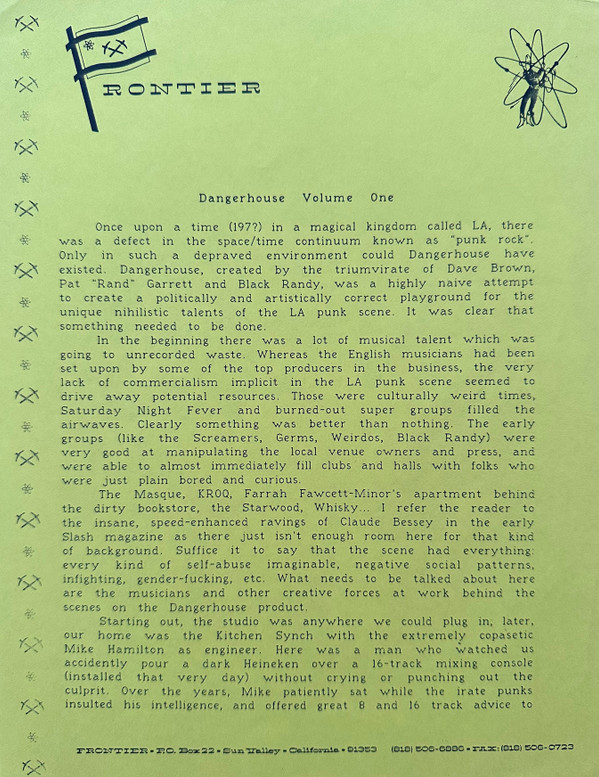 FRONTIER
Dangerhouse Volume One
Once upon a time (197?) in a magical kingdom called LA, there
was a defect in the space/time continuum known as "punk rock".
Only in such a depraved environment could Dangerhouse have
existed. Dangerhouse, created by the triumvirate of Dave Brown,
Pat "Rand" Garrett and Black Randy, was a highly naive attempt
to create a politically and artistically correct playground for the
unique nihilistic talents of the LA punk scene. It was clear that
something needed to be done.
In the beginning there was a lot of musical talent which was
going to unrecorded waste. Whereas the English musicians had been
set upon by some of the top producers in the business, the very
lack of commercialism implicit in the LA punk scene seemed to
drive away potential resources. Those were culturally weird times,
Saturday Night Fever and burned-out super groups filled the
airwaves. Clearly something was better than nothing. The early
groups (like the Screamers, Germs, Weirdos, Black Randy) were
very good at manipulating the local venue owners and press, and
were able to almost immediately fill clubs and halls with folks who
were just plain bored and curious.
The Masque, KROQ, Farrah Fawcett-Minor's apartment behind
the dirty bookstore, the Starwood, Whisky... I refer the reader to
the insane, speed-enhanced ravings of Claude Bessey in the early
Slash magazine as there just isn't enough room here for that kind
of background. Suffice it to say that the scene had everything:
every kind of self-abuse imaginable, negative social patterns,
infighting, gender-fucking, etc. What needs to be talked about here
are the musicians and other creative forces at work behind the
scenes on the Dangerhouse product.
Starting out, the studio was anywhere we could plug in, later,
our home was the Kitchen Synch with the extremely copasetic
Mike Hamilton as engineer. Here was a man who watched us
accidently pour a dark Heineken over a 16-track mixing console
(installed that very day) without crying or punching out the
culprit. Over the years, Mike patiently sat while the irate punks
insulted his intelligence, and offered great 8 and 16 track advice to
FRONTIER • P.O. Box 22 • Sun Valley • California • 91353 (818) 506-6886 • FAX: (818) 506-0723